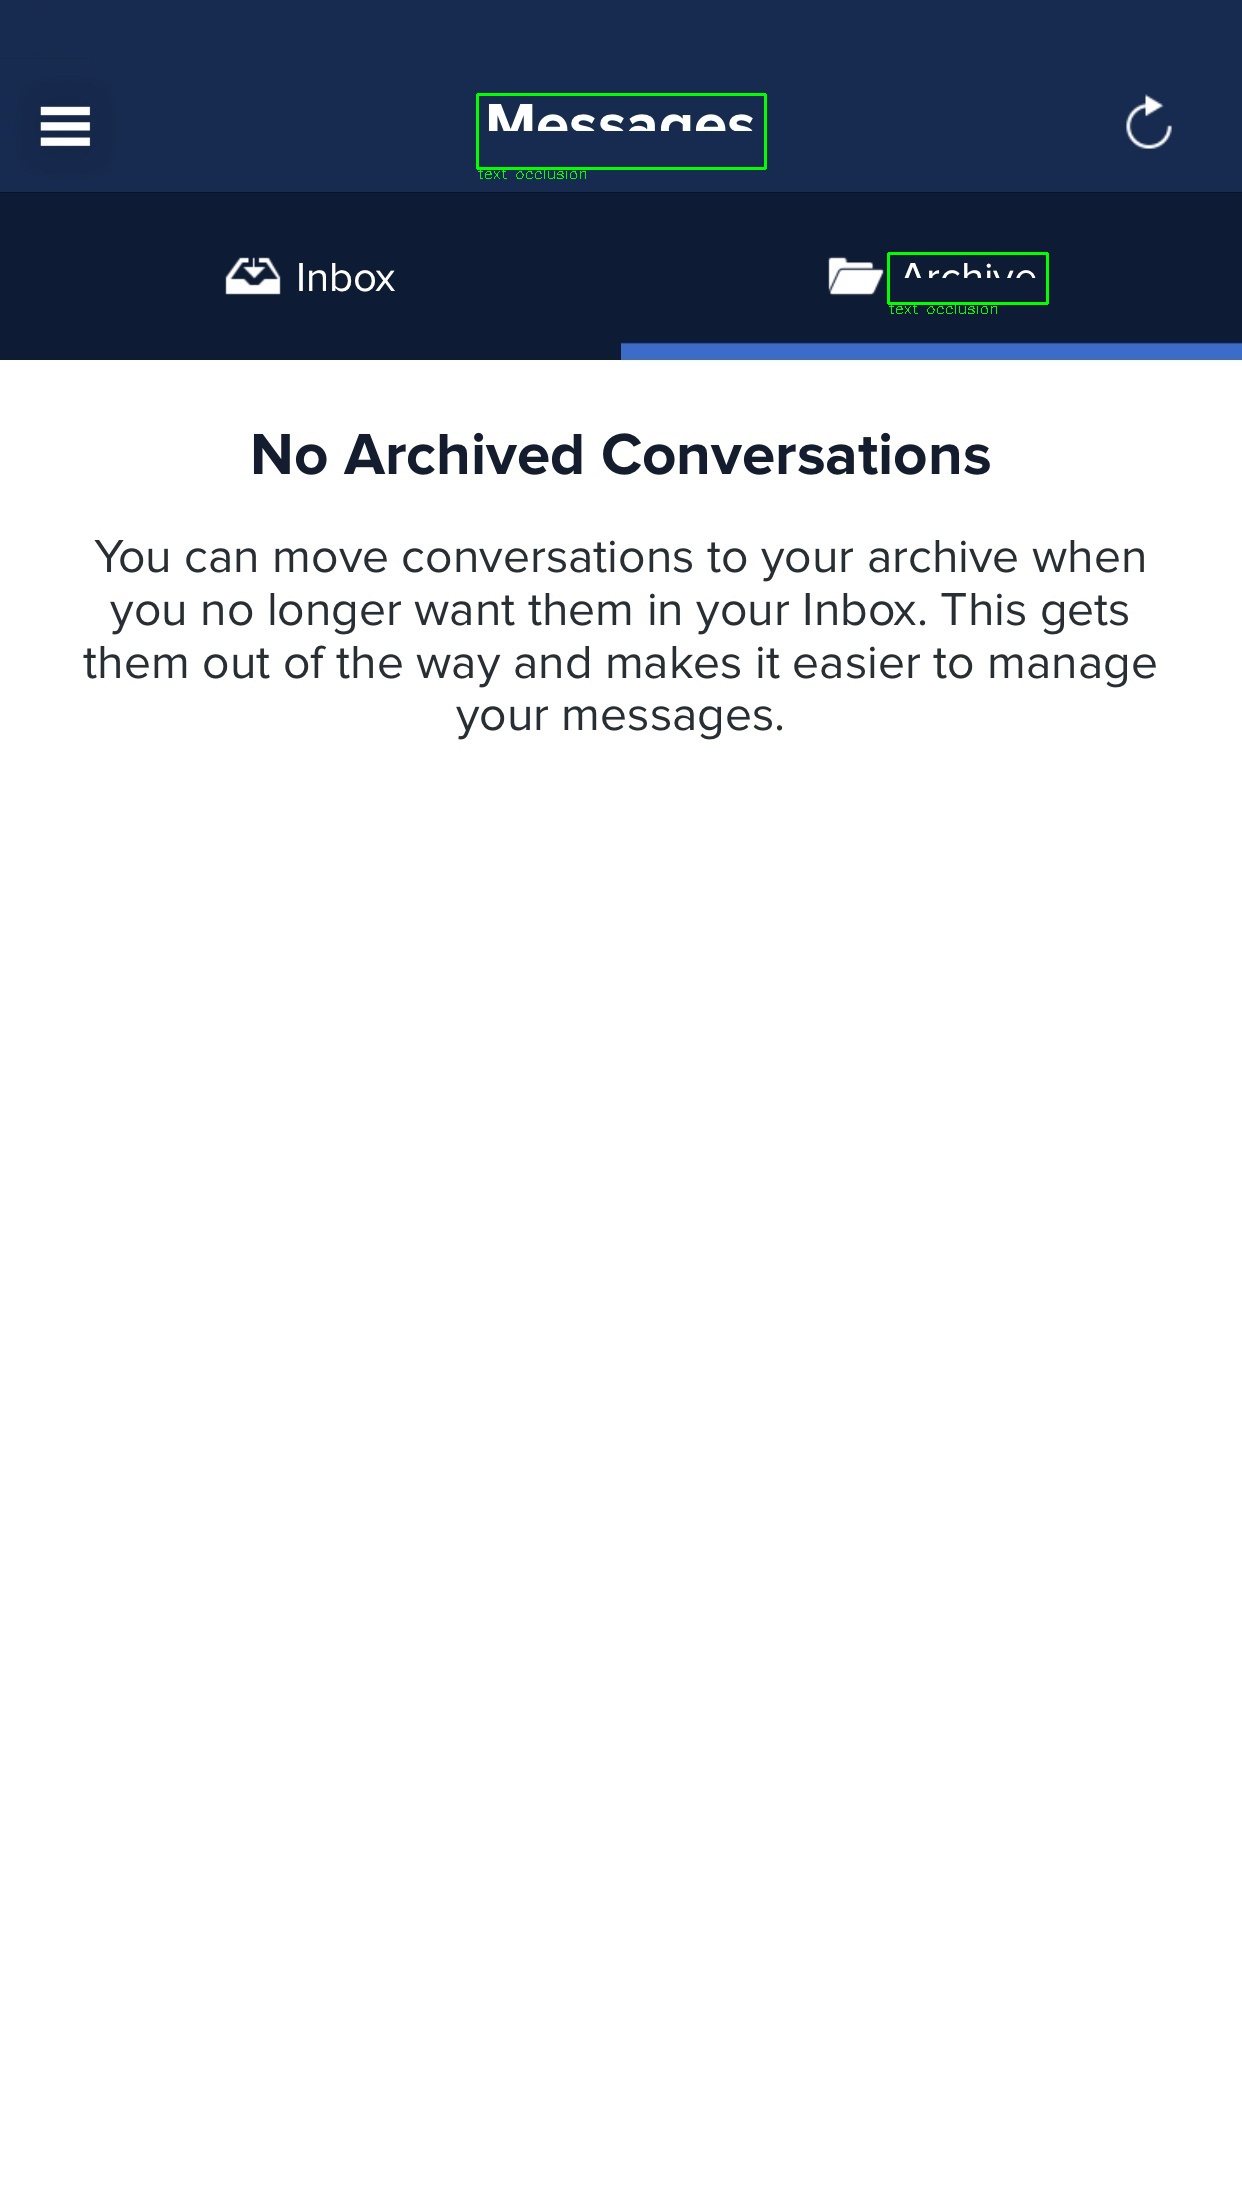 Messages
text occlusion
Inbox
Archive
text occlusion
No Archived Conversations
You can move conversations to your archive when
you no longer want them in your Inbox. This gets
them out of the way and makes it easier to manage
your messages.